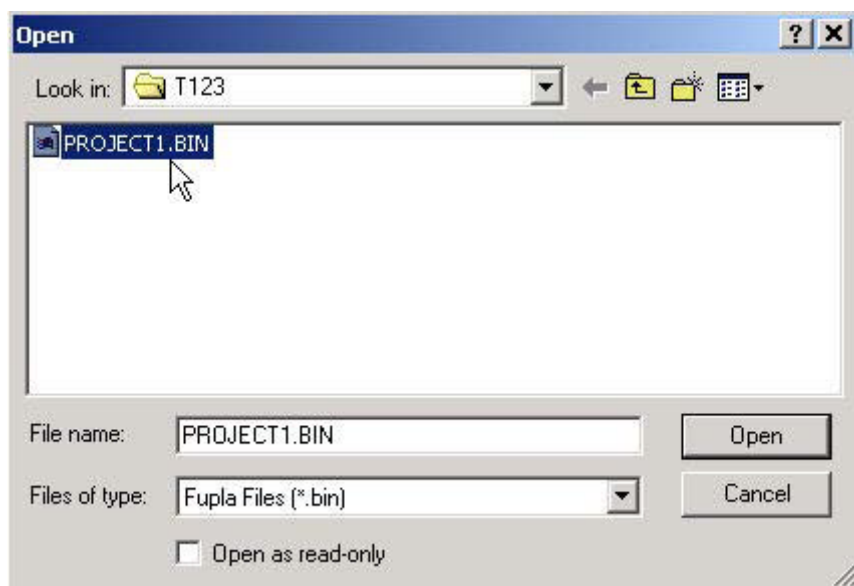 Open
Look in: T123
PROJECT1.BIN
File name: PROJECT1.BIN Open
Files of type: Fupla Files (*.bin) Cancel
Open as read-only